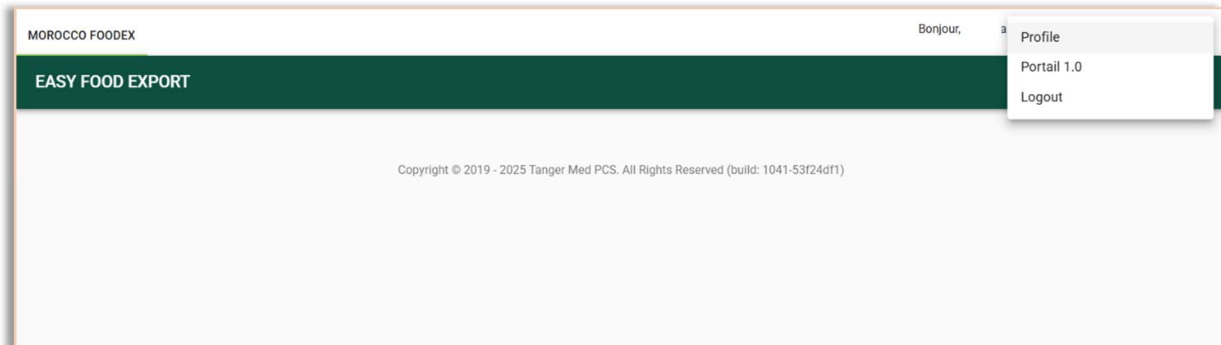 MOROCCO FOODEX
Bonjour, a
Profile
Portail 1.0
Logout
EASY FOOD EXPORT
Copyright © 2019 - 2025 Tanger Med PCS. All Rights Reserved (build: 1041-53f24df1)